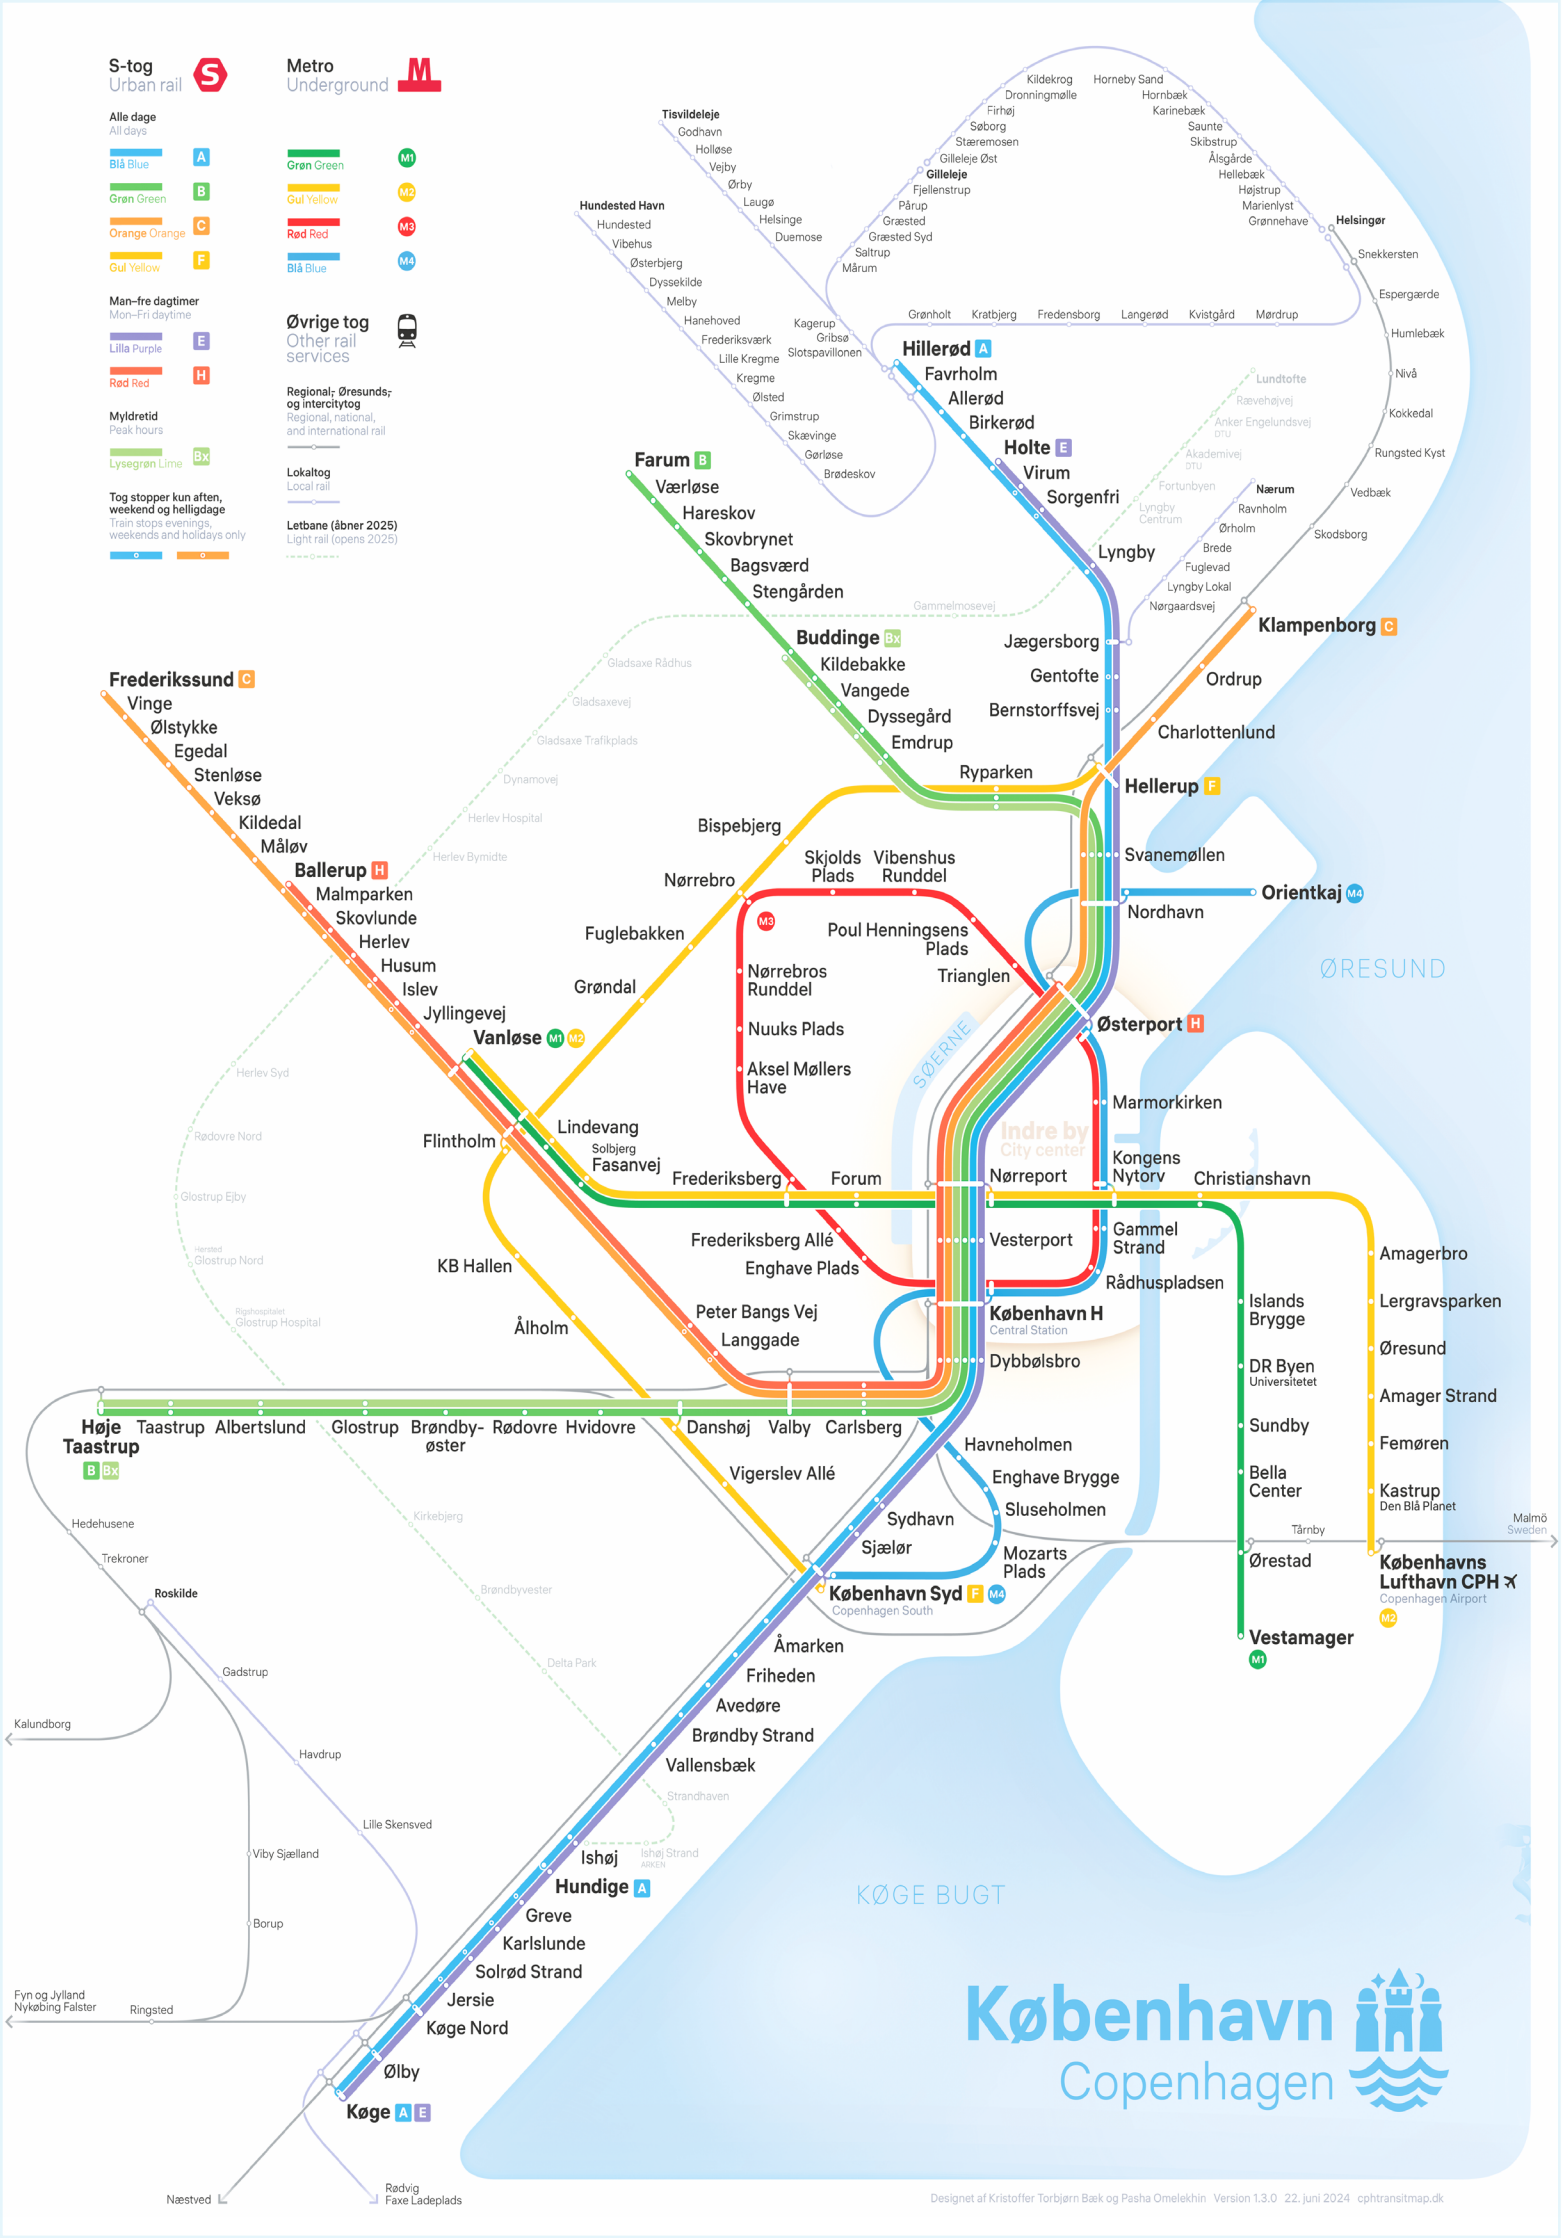 S-tog
Urban rail
S
Alle dage
All days
Blå Blue
A
Grøn Green
B
Orange Orange
C
Gul Yellow
F
Man–fre dagtimer
Mon–Fri daytime
Lilla Purple
E
Rød Red
H
Myldretid
Peak hours
Lysegrøn Lime
Bx
Tog stopper kun aften,
weekend og helligdage
Train stops evenings,
weekends and holidays only
Metro
Underground
M
Grøn Green
M1
Gul Yellow
M2
Rød Red
M3
Blå Blue
M4
Øvrige tog
Other rail
services
Regional-, Øresunds-,
og intercitytog
Regional, national,
and international rail
Lokaltog
Local rail
Letbane (åbner 2025)
Light rail (opens 2025)
Tisvildeleje
Godhavn
Holløse
Vejby
Ørby
Laugø
Helsinge
Duemose
Hundested Havn
Hundested
Vibehus
Østerbjerg
Dyssekilde
Melby
Hanehoved
Frederiksværk
Lille Kregme
Kregme
Ølsted
Grimstrup
Skævinge
Gørløse
Brødeskov
Kildekrog
Dronningmølle
Firhøj
Søborg
Stæremosen
Gilleleje Øst
Gilleleje
Fjellenstrup
Pårup
Græsted
Græsted Syd
Saltrup
Mårum
Kagerup
Gribsø
Slotspavillonen
Horneby Sand
Hornbæk
Karinebæk
Saunte
Skibstrup
Ålsgårde
Hellebæk
Højstrup
Marienlyst
Grønnehave
Helsingør
Snekkersten
Espergærde
Humlebæk
Nivå
Kokkedal
Rungsted Kyst
Vedbæk
Skodsborg
Grønholt
Kratbjerg
Fredensborg
Langerød
Kvistgård
Mørdrup
Hillerød A
Favrholm
Allerød
Birkerød
Holte E
Virum
Sorgenfri
Lyngby
Jægersborg
Gentofte
Bernstorffsvej
Hellerup F
Svanemøllen
Nordhavn
Orientkaj M4
Østerport H
Lundtofte
Rævehøjvej
Anker Engelundsvej
DTU
Akademivej
DTU
Fortunbyen
Lyngby
Centrum
Nærum
Ravnholm
Ørholm
Brede
Fuglevad
Lyngby Lokal
Nørgaardsvej
Klampenborg C
Ordrup
Charlottenlund
Farum B
Værløse
Hareskov
Skovbrynet
Bagsværd
Stengården
Buddinge Bx
Kildebakke
Vangede
Dyssegård
Emdrup
Ryparken
Gammelmosevej
Gladsaxe Rådhus
Gladsaxevej
Gladsaxe Trafikplads
Dynamovej
Herlev Hospital
Herlev Bymidte
Herlev Syd
Rødovre Nord
Glostrup Ejby
Hersted
Glostrup Nord
Rigshospitalet
Glostrup Hospital
Kirkebjerg
Brøndbyvester
Delta Park
Strandhaven
Ishøj Strand
ARKEN
Frederikssund C
Vinge
Ølstykke
Egedal
Stenløse
Veksø
Kildedal
Måløv
Ballerup H
Malmparken
Skovlunde
Herlev
Husum
Islev
Jyllingevej
Vanløse M1 M2
Flintholm
Lindevang
Solbjerg
Fasanvej
Bispebjerg
Nørrebro
Fuglebakken
Grøndal
KB Hallen
Ålholm
Peter Bangs Vej
Langgade
M3
Skjolds
Plads
Vibenshus
Runddel
Poul Henningsens
Plads
Trianglen
Nørrebros
Runddel
Nuuks Plads
Aksel Møllers
Have
Frederiksberg
Forum
Frederiksberg Allé
Enghave Plads
SØERNE
Indre by
City center
Marmorkirken
Kongens
Nytorv
Nørreport
Christianshavn
Gammel
Strand
Vesterport
Rådhuspladsen
København H
Central Station
Dybbølsbro
Amagerbro
Lergravsparken
Øresund
Amager Strand
Femøren
Kastrup
Den Blå Planet
Københavns
Lufthavn CPH
Copenhagen Airport
M2
Islands
Brygge
DR Byen
Universitetet
Sundby
Bella
Center
Ørestad
Vestamager
M1
Tårnby
Malmö
Sweden
Høje
Taastrup
B Bx
Taastrup
Albertslund
Glostrup
Brøndby-
øster
Rødovre
Hvidovre
Danshøj
Valby
Carlsberg
Vigerslev Allé
Havneholmen
Enghave Brygge
Sluseholmen
Mozarts
Plads
Sydhavn
Sjælør
København Syd F M4
Copenhagen South
Åmarken
Friheden
Avedøre
Brøndby Strand
Vallensbæk
Ishøj
Hundige A
Greve
Karlslunde
Solrød Strand
Jersie
Køge Nord
Ølby
Køge A E
Hedehusene
Trekroner
Roskilde
Gadstrup
Havdrup
Lille Skensved
Kalundborg
Viby Sjælland
Borup
Fyn og Jylland
Nykøbing Falster
Ringsted
Næstved
Rødvig
Faxe Ladeplads
ØRESUND
KØGE BUGT
København
Copenhagen
Designet af Kristoffer Torbjørn Bæk og Pasha Omelekhin Version 1.3.0 22. juni 2024 cphtransitmap.dk